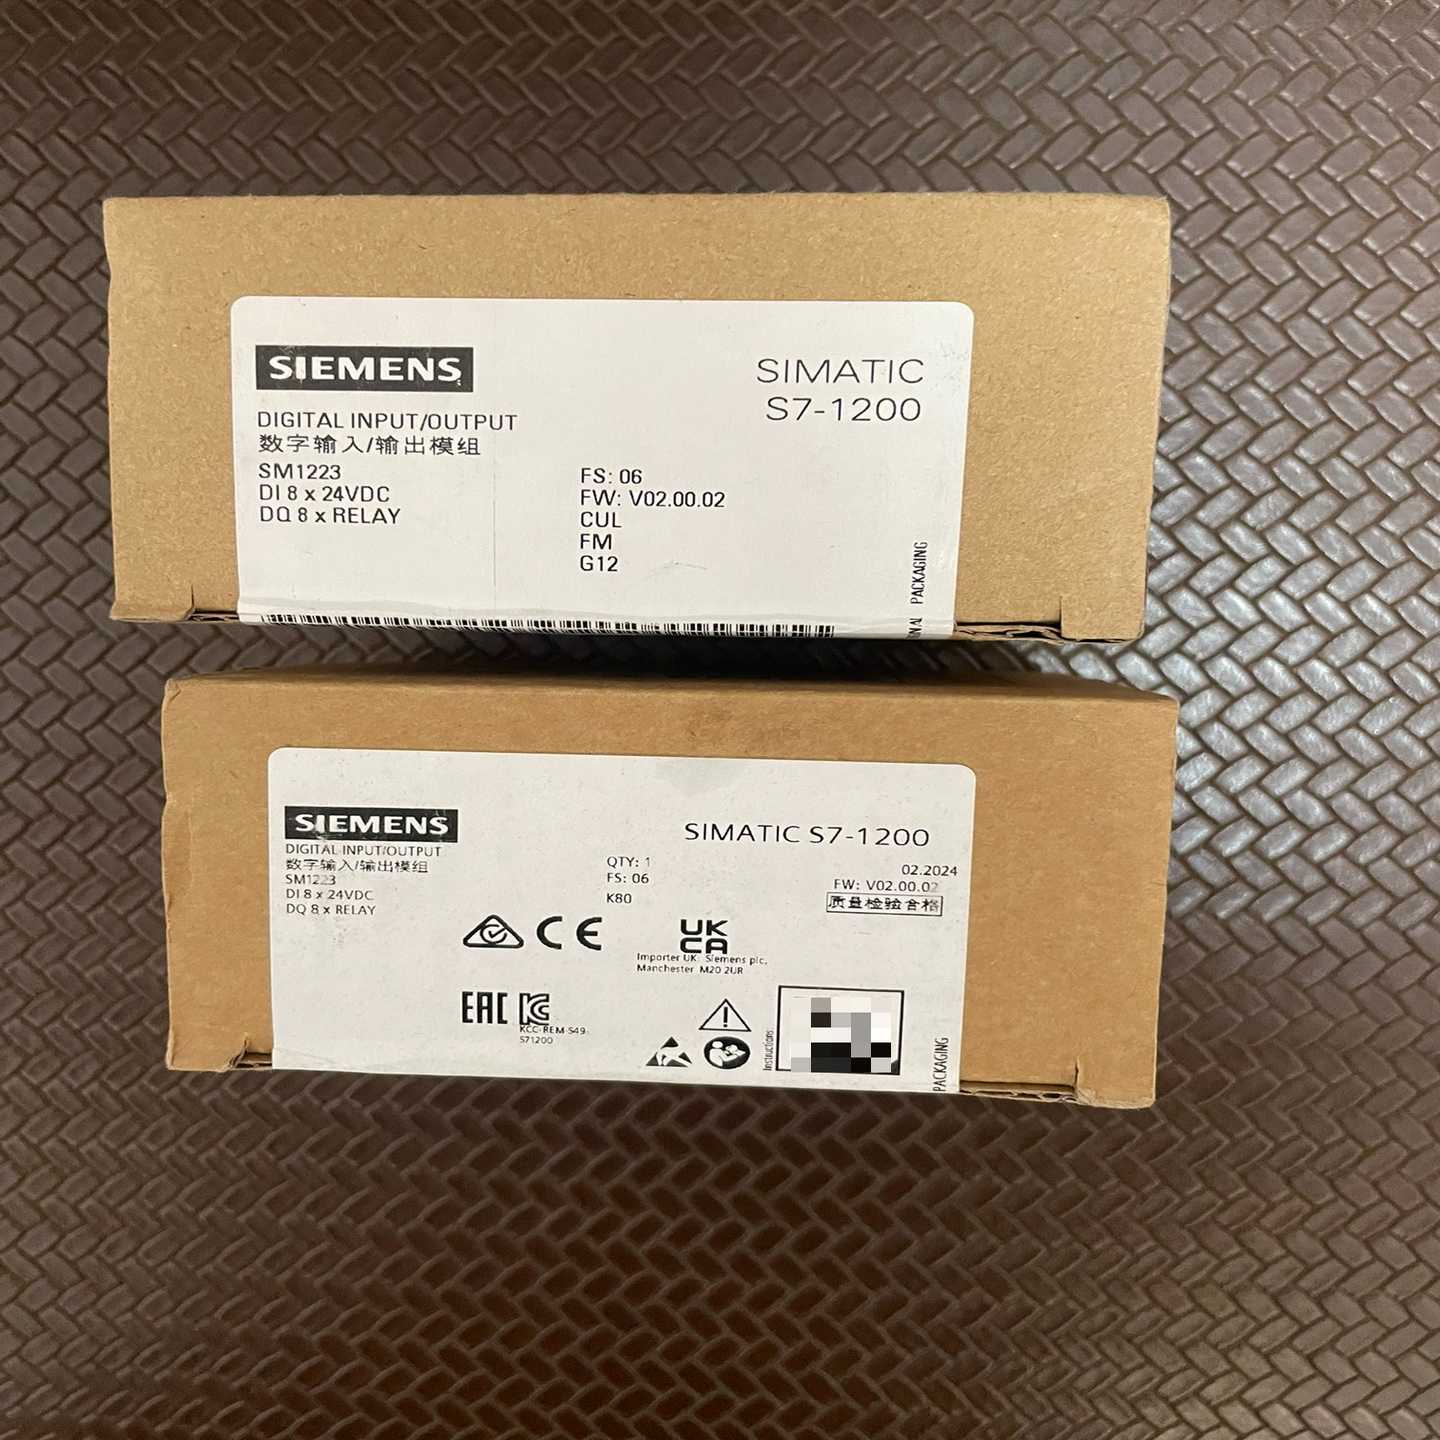 SIEMENS
SIMATIC
S7-1200
DIGITAL INPUT/OUTPUT
数字输入/输出模组
SM1223
DI 8 x 24VDC
DQ 8 x RELAY
FS: 06
FW: V02.00.02
CUL
FM
G12
PACKAGING
SIEMENS
SIMATIC S7-1200
DIGITAL INPUT/OUTPUT
数字输入/输出模组
SM1223
DI 8 x 24VDC
DQ 8 x RELAY
QTY: 1
FS: 06
K80
02.2024
FW: V02.00.02
质量检验合格
CE
UK
CA
Importer UK: Siemens plc,
Manchester M20 2UR
EAC
KC
KCC-REM-S49-
S71200
Instructions
PACKAGING